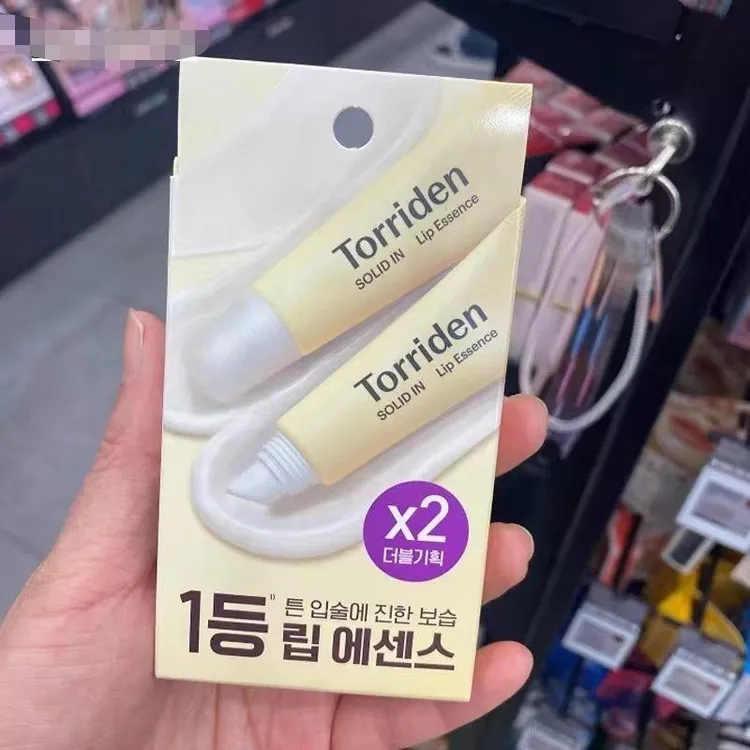 Torriden
SOLID IN Lip Essence
Torriden
SOLID IN Lip Essence
x2
더블기획
1등 1)
튼 입술에 진한 보습
립 에센스